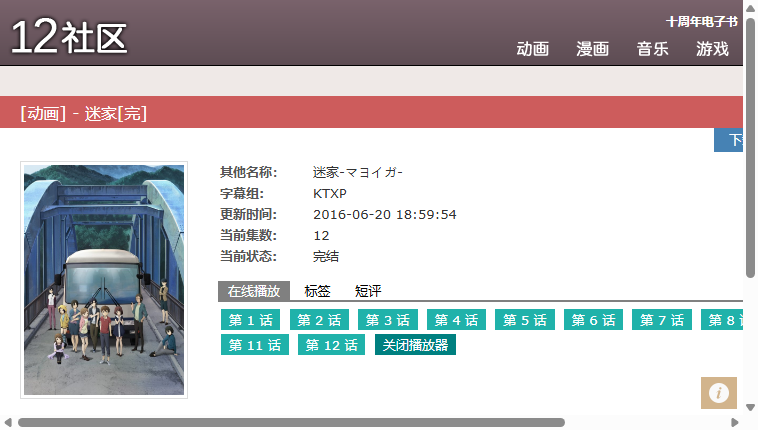 十周年电子书
12社区
动画 漫画 音乐 游戏
[动画] - 迷家[完]
其他名称: 迷家-マヨイガ-
字幕组: KTXP
更新时间: 2016-06-20 18:59:54
当前集数: 12
当前状态: 完结
在线播放 标签 短评
第 1 话 第 2 话 第 3 话 第 4 话 第 5 话 第 6 话 第 7 话 第 8
第 11 话 第 12 话 关闭播放器